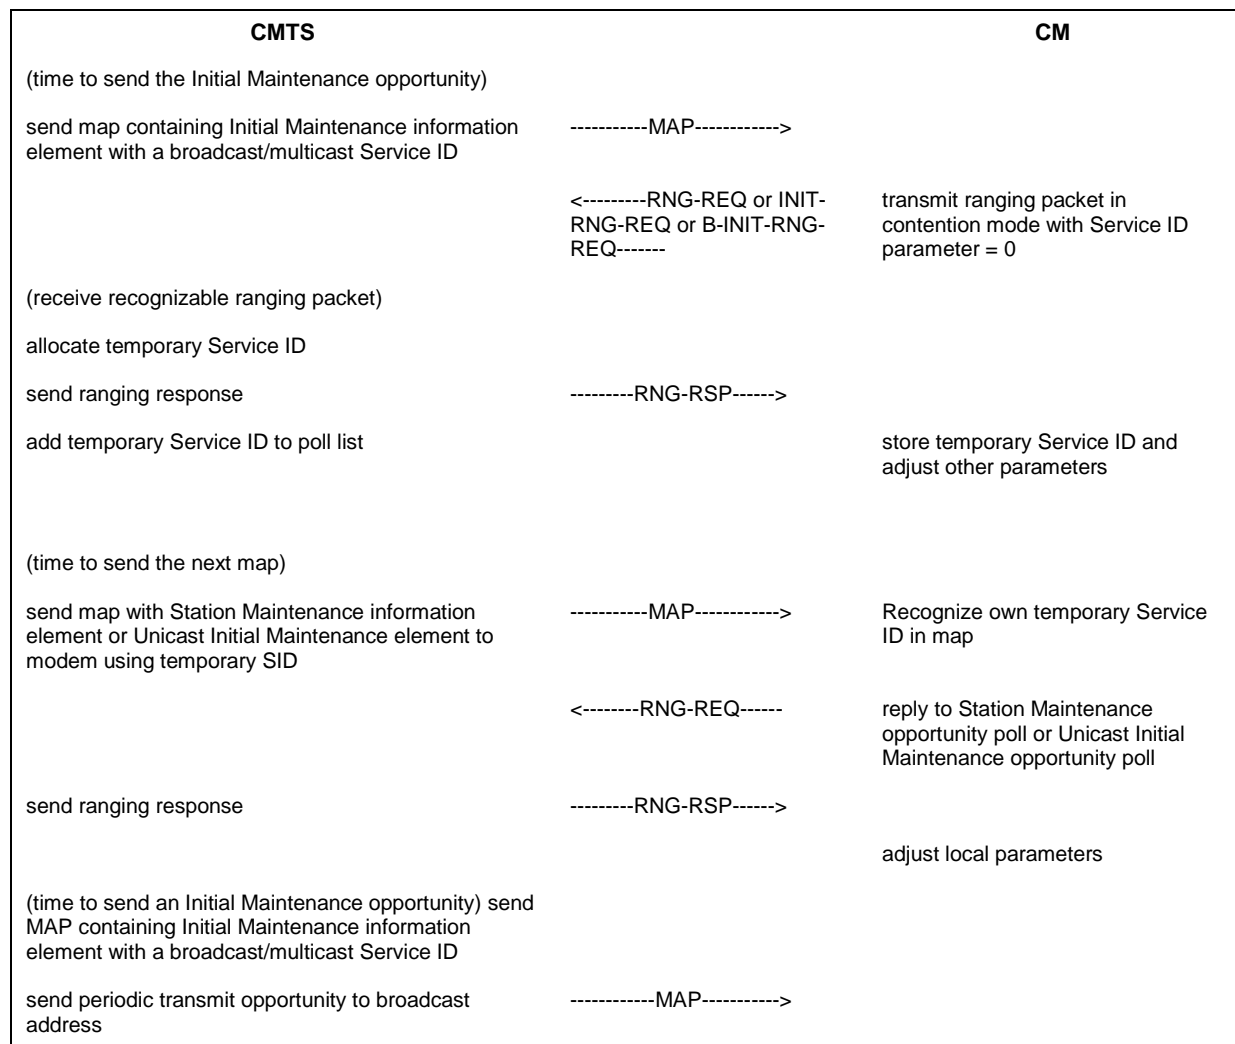 CMTS CM
(time to send the Initial Maintenance opportunity)
send map containing Initial Maintenance information -----------MAP------------>
element with a broadcast/multicast Service ID
<---------RNG-REQ or INIT- transmit ranging packet in
RNG-REQ or B-INIT-RNG- contention mode with Service ID
REQ------- parameter = 0
(receive recognizable ranging packet)
allocate temporary Service ID
send ranging response ---------RNG-RSP------>
add temporary Service ID to poll list store temporary Service ID and
adjust other parameters
(time to send the next map)
send map with Station Maintenance information -----------MAP------------> Recognize own temporary Service
element or Unicast Initial Maintenance element to ID in map
modem using temporary SID
<--------RNG-REQ------ reply to Station Maintenance
opportunity poll or Unicast Initial
Maintenance opportunity poll
send ranging response ---------RNG-RSP------>
adjust local parameters
(time to send an Initial Maintenance opportunity) send
MAP containing Initial Maintenance information
element with a broadcast/multicast Service ID
send periodic transmit opportunity to broadcast ------------MAP----------->
address